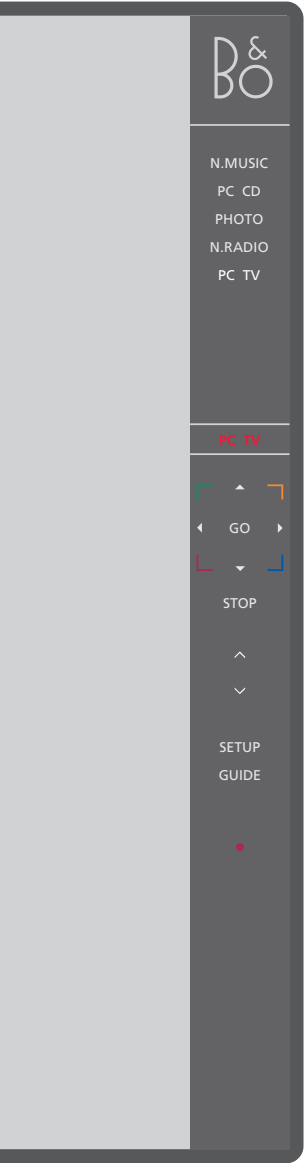 B&O
N.MUSIC
PC CD
PHOTO
N.RADIO
PC TV
PC TV
GO
STOP
SETUP
GUIDE